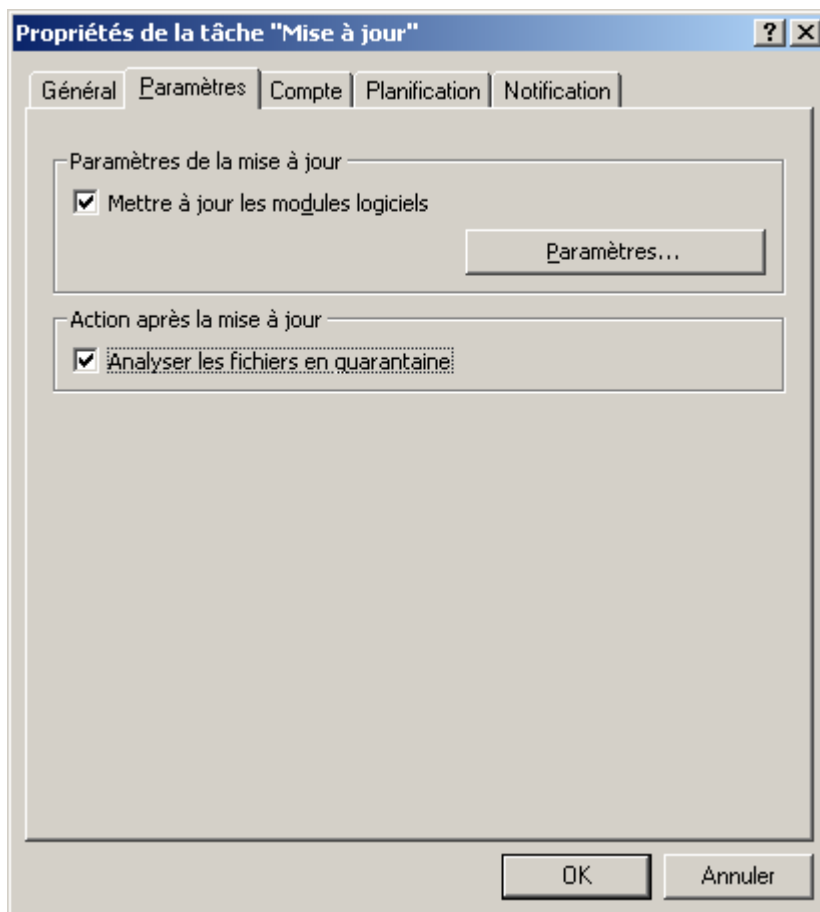 Propriétés de la tâche "Mise à jour"
Général Paramètres Compte Planification Notification
Paramètres de la mise à jour
Mettre à jour les modules logiciels
Paramètres...
Action après la mise à jour
Analyser les fichiers en quarantaine
OK Annuler